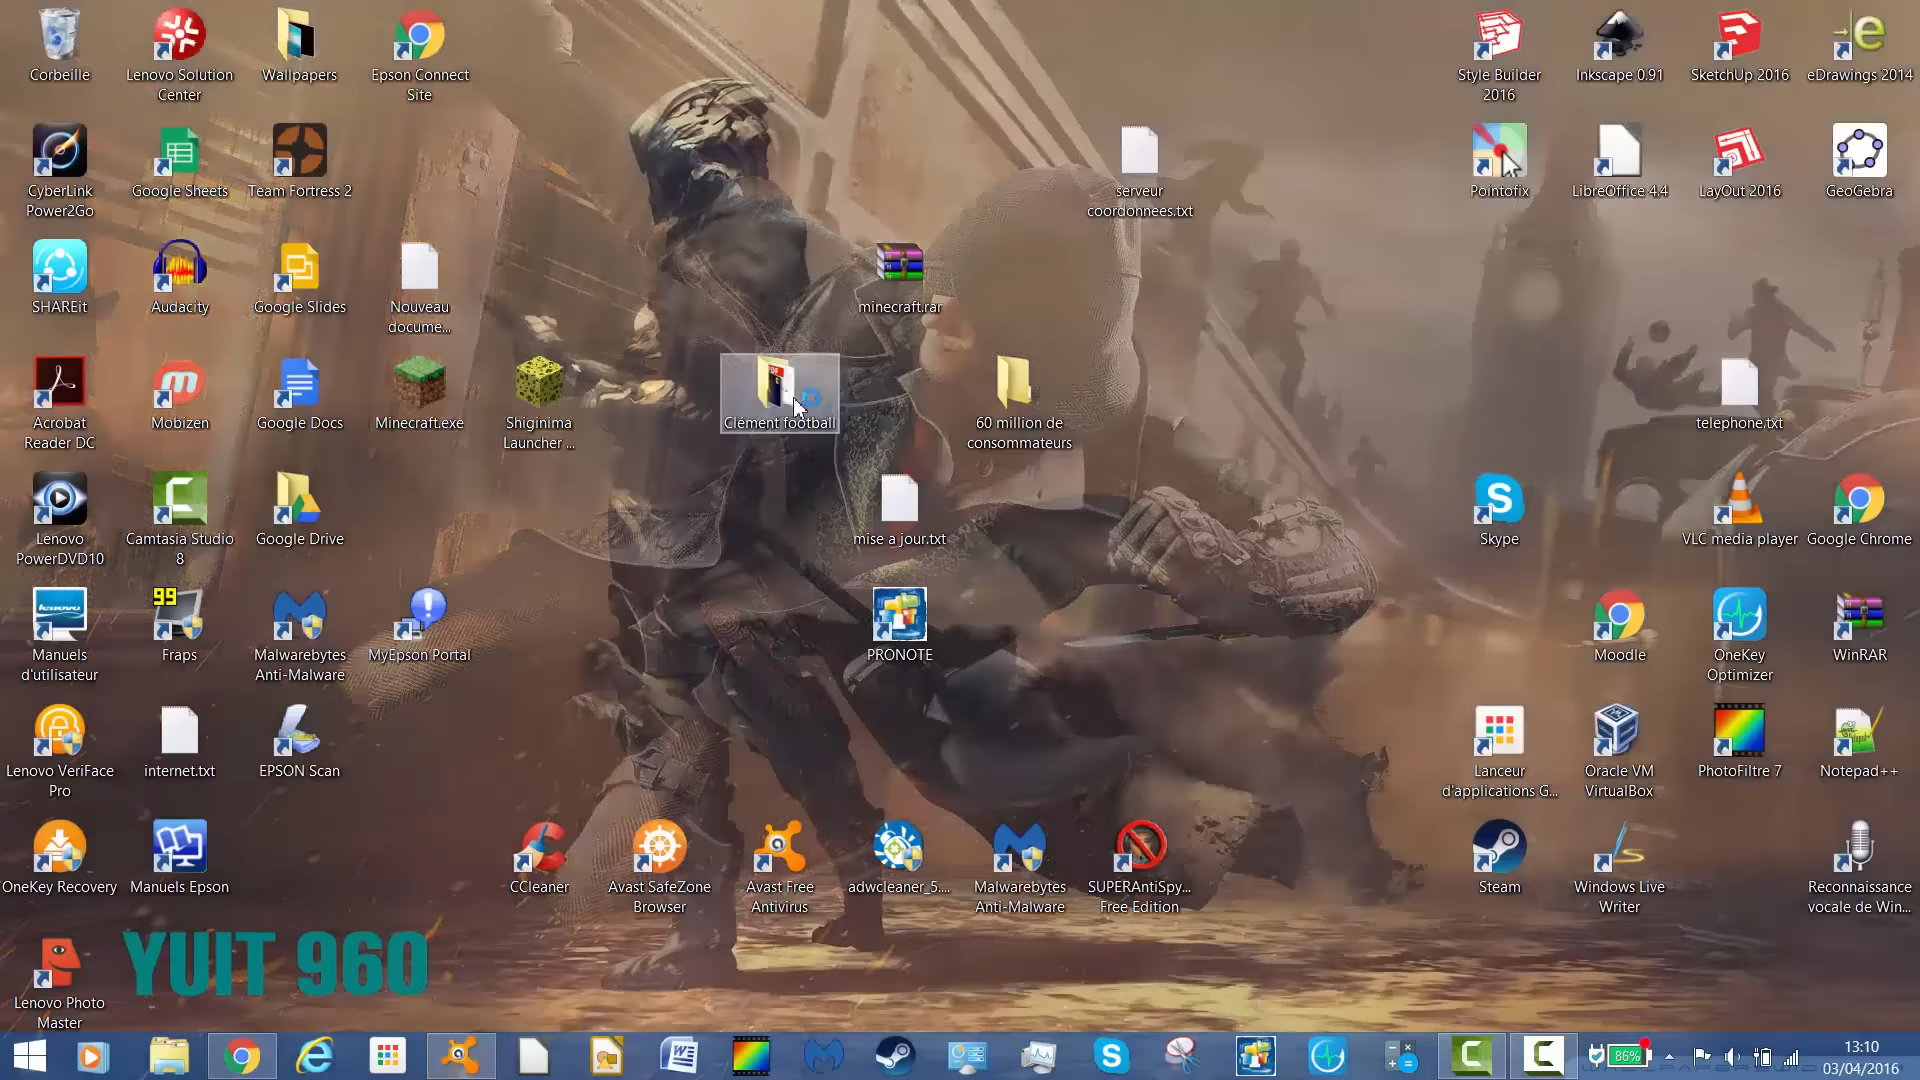 Corbeille
Lenovo Solution
Center
Wallpapers
Epson Connect
Site
Style Builder
2016
Inkscape 0.91
SketchUp 2016
eDrawings 2014
CyberLink
Power2Go
Google Sheets
Team Fortress 2
serveur
coordonnees.txt
Pointofix
LibreOffice 4.4
LayOut 2016
GeoGebra
SHAREit
Audacity
Google Slides
Nouveau
docume...
minecraft.rar
Acrobat
Reader DC
Mobizen
Google Docs
Minecraft.exe
Shiginima
Launcher ...
PDF
Clément football
60 million de
consommateurs
telephone.txt
Lenovo
PowerDVD10
Camtasia Studio
8
Google Drive
mise a jour.txt
Skype
VLC media player
Google Chrome
lenovo
Manuels
d'utilisateur
99
Fraps
Malwarebytes
Anti-Malware
MyEpson Portal
PRONOTE
Moodle
OneKey
Optimizer
WinRAR
Lenovo VeriFace
Pro
internet.txt
EPSON Scan
Lanceur
d'applications G...
Oracle VM
VirtualBox
PhotoFiltre 7
Notepad++
OneKey Recovery
Manuels Epson
CCleaner
Avast SafeZone
Browser
Avast Free
Antivirus
adwcleaner_5....
Malwarebytes
Anti-Malware
SUPERAntiSpy...
Free Edition
Steam
Windows Live
Writer
Reconnaissance
vocale de Win...
Lenovo Photo
Master
YUIT 960
86%
13:10
03/04/2016